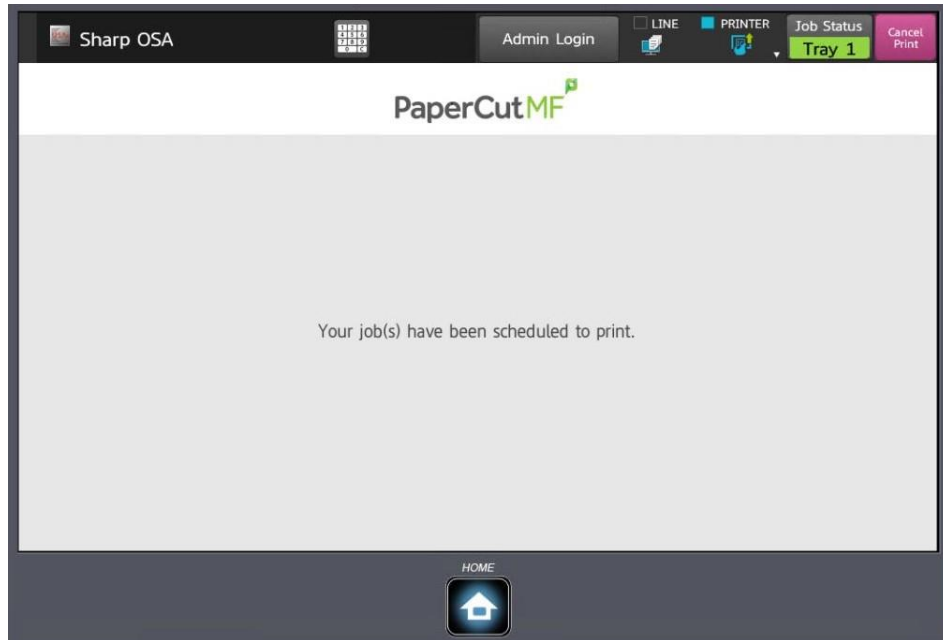 Sharp OSA
Admin Login
LINE
PRINTER
Job Status
Tray 1
Cancel
Print
PaperCutMF
Your job(s) have been scheduled to print.
HOME